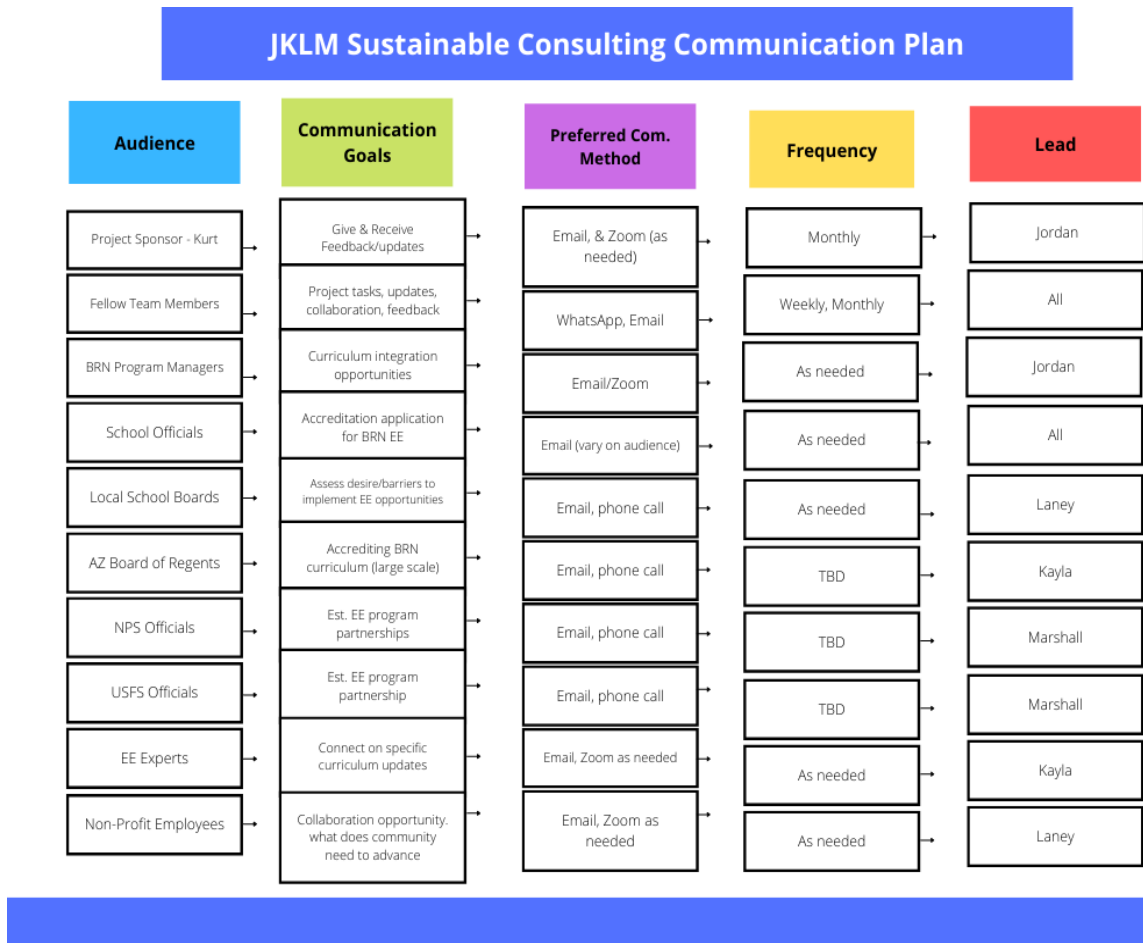 JKLM Sustainable Consulting Communication Plan
Audience
Communication
Goals
Preferred Com.
Method
Frequency
Lead
Project Sponsor - Kurt
Give & Receive
Feedback/updates
Email, & Zoom (as
needed)
Monthly
Jordan
Fellow Team Members
Project tasks, updates,
collaboration, feedback
WhatsApp, Email
Weekly, Monthly
All
BRN Program Managers
Curriculum integration
opportunities
Email/Zoom
As needed
Jordan
School Officials
Accreditation application
for BRN EE
Email (vary on audience)
As needed
All
Local School Boards
Assess desire/barriers to
implement EE opportunities
Email, phone call
As needed
Laney
AZ Board of Regents
Accrediting BRN
curriculum (large scale)
Email, phone call
TBD
Kayla
NPS Officials
Est. EE program
partnerships
Email, phone call
TBD
Marshall
USFS Officials
Est. EE program
partnership
Email, phone call
TBD
Marshall
EE Experts
Connect on specific
curriculum updates
Email, Zoom as needed
As needed
Kayla
Non-Profit Employees
Collaboration opportunity.
what does community
need to advance
Email, Zoom as
needed
As needed
Laney